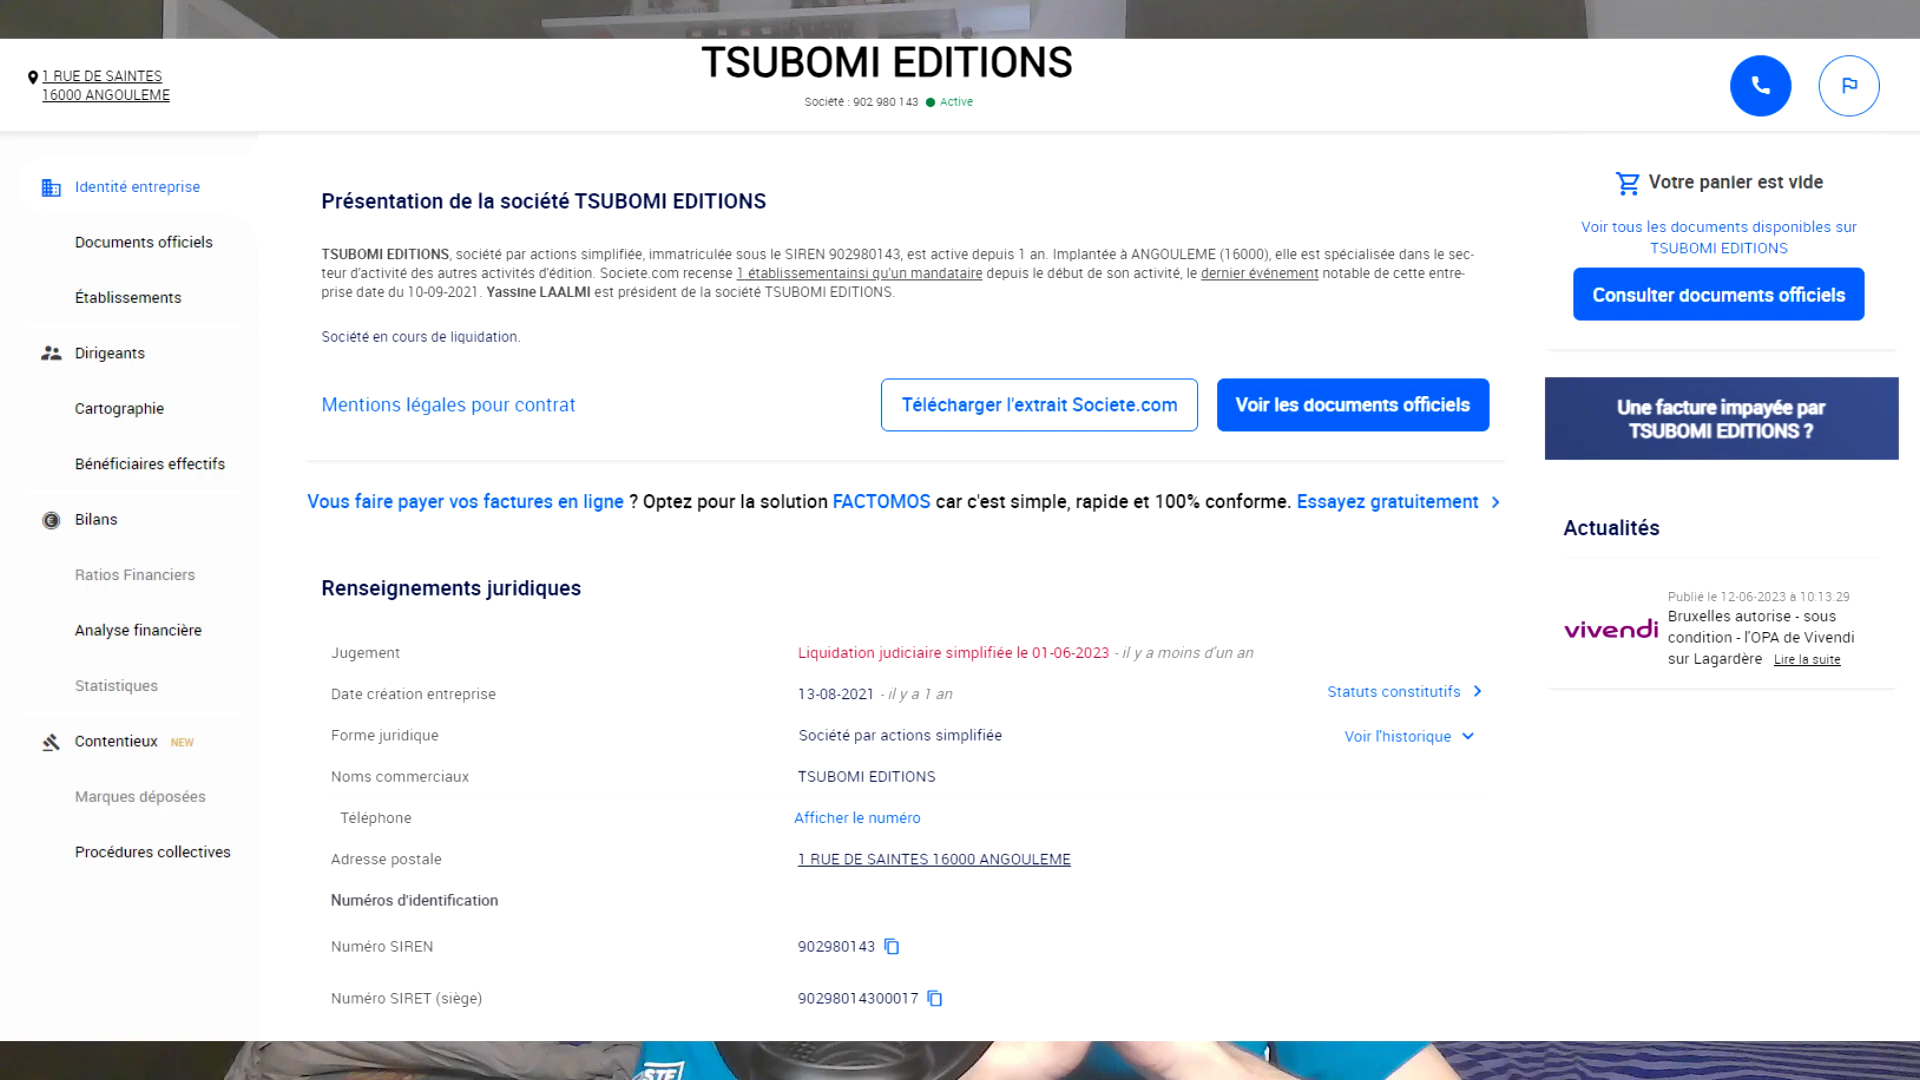 TSUBOMI EDITIONS
1 RUE DE SAINTES
16000 ANGOULEME
Société : 902 980 143 Active
Identité entreprise
Documents officiels
Établissements
Dirigeants
Cartographie
Bénéficiaires effectifs
Bilans
Ratios Financiers
Analyse financière
Statistiques
Contentieux NEW
Marques déposées
Procédures collectives
Présentation de la société TSUBOMI EDITIONS
TSUBOMI EDITIONS, société par actions simplifiée, immatriculée sous le SIREN 902980143, est active depuis 1 an. Implantée à ANGOULEME (16000), elle est spécialisée dans le sec-
teur d'activité des autres activités d'édition. Societe.com recense 1 établissementainsi qu'un mandataire depuis le début de son activité, le dernier événement notable de cette entre-
prise date du 10-09-2021. Yassine LAALMI est président de la société TSUBOMI EDITIONS.
Société en cours de liquidation.
Mentions légales pour contrat
Télécharger l'extrait Societe.com
Voir les documents officiels
Vous faire payer vos factures en ligne ? Optez pour la solution FACTOMOS car c'est simple, rapide et 100% conforme. Essayez gratuitement
Renseignements juridiques
Jugement Liquidation judiciaire simplifiée le 01-06-2023 - il y a moins d'un an
Date création entreprise 13-08-2021 - il y a 1 an Statuts constitutifs
Forme juridique Société par actions simplifiée Voir l'historique
Noms commerciaux TSUBOMI EDITIONS
Téléphone Afficher le numéro
Adresse postale 1 RUE DE SAINTES 16000 ANGOULEME
Numéros d'identification
Numéro SIREN 902980143
Numéro SIRET (siège) 90298014300017
Votre panier est vide
Voir tous les documents disponibles sur
TSUBOMI EDITIONS
Consulter documents officiels
Une facture impayée par
TSUBOMI EDITIONS ?
Actualités
vivendi
Publié le 12-06-2023 à 10:13:29
Bruxelles autorise - sous
condition - l'OPA de Vivendi
sur Lagardère Lire la suite